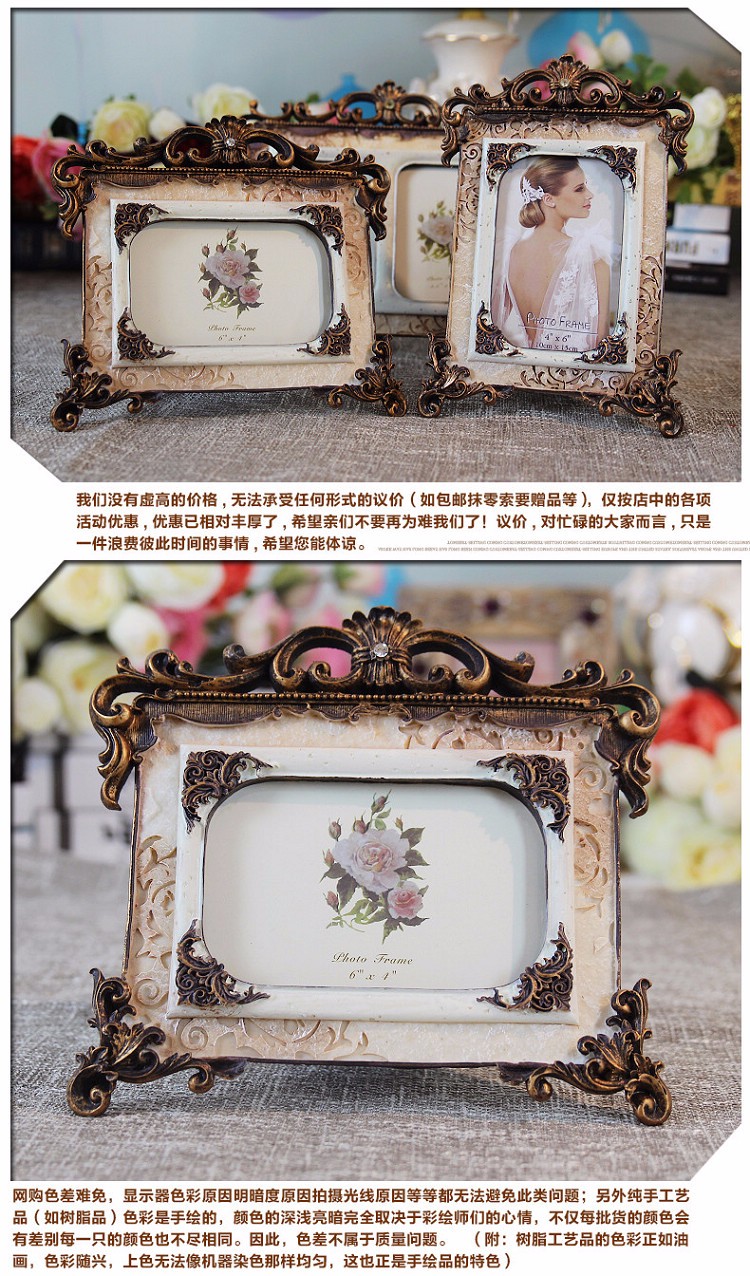 Photo Frame
6" x 4"
PHOTO FRAME
4" x 6"
10cm x 15cm
我们没有虚高的价格，无法承受任何形式的议价（如包邮抹零索要赠品等），仅按店中的各项
活动优惠，优惠已相对丰厚了，希望亲们不要再为难我们了！议价，对忙碌的大家而言，只是
一件浪费彼此时间的事情，希望您能体谅。
Photo Frame
6" x 4"
网购色差难免，显示器色彩原因明暗度原因拍摄光线原因等等都无法避免此类问题；另外纯手工艺
品（如树脂品）色彩是手绘的，颜色的深浅亮暗完全取决于彩绘师们的心情，不仅每批货的颜色会
有差别每一只的颜色也不尽相同。因此，色差不属于质量问题。 （附：树脂工艺品的色彩正如油
画，色彩随兴，上色无法像机器染色那样均匀，这也正是手绘品的特色）